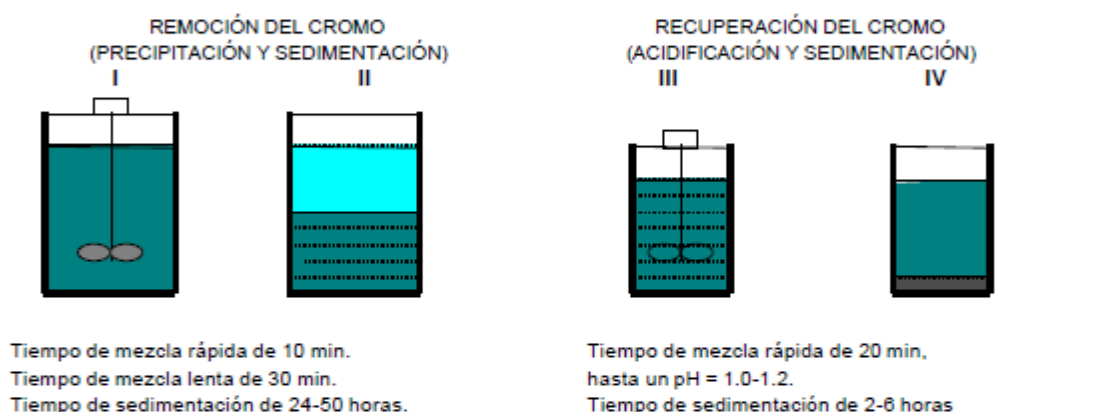 REMOCIÓN DEL CROMO
(PRECIPITACIÓN Y SEDIMENTACIÓN)
I II
RECUPERACIÓN DEL CROMO
(ACIDIFICACIÓN Y SEDIMENTACIÓN)
III IV
Tiempo de mezcla rápida de 10 min.
Tiempo de mezcla lenta de 30 min.
Tiempo de sedimentación de 24-50 horas.
Tiempo de mezcla rápida de 20 min,
hasta un pH = 1.0-1.2.
Tiempo de sedimentación de 2-6 horas